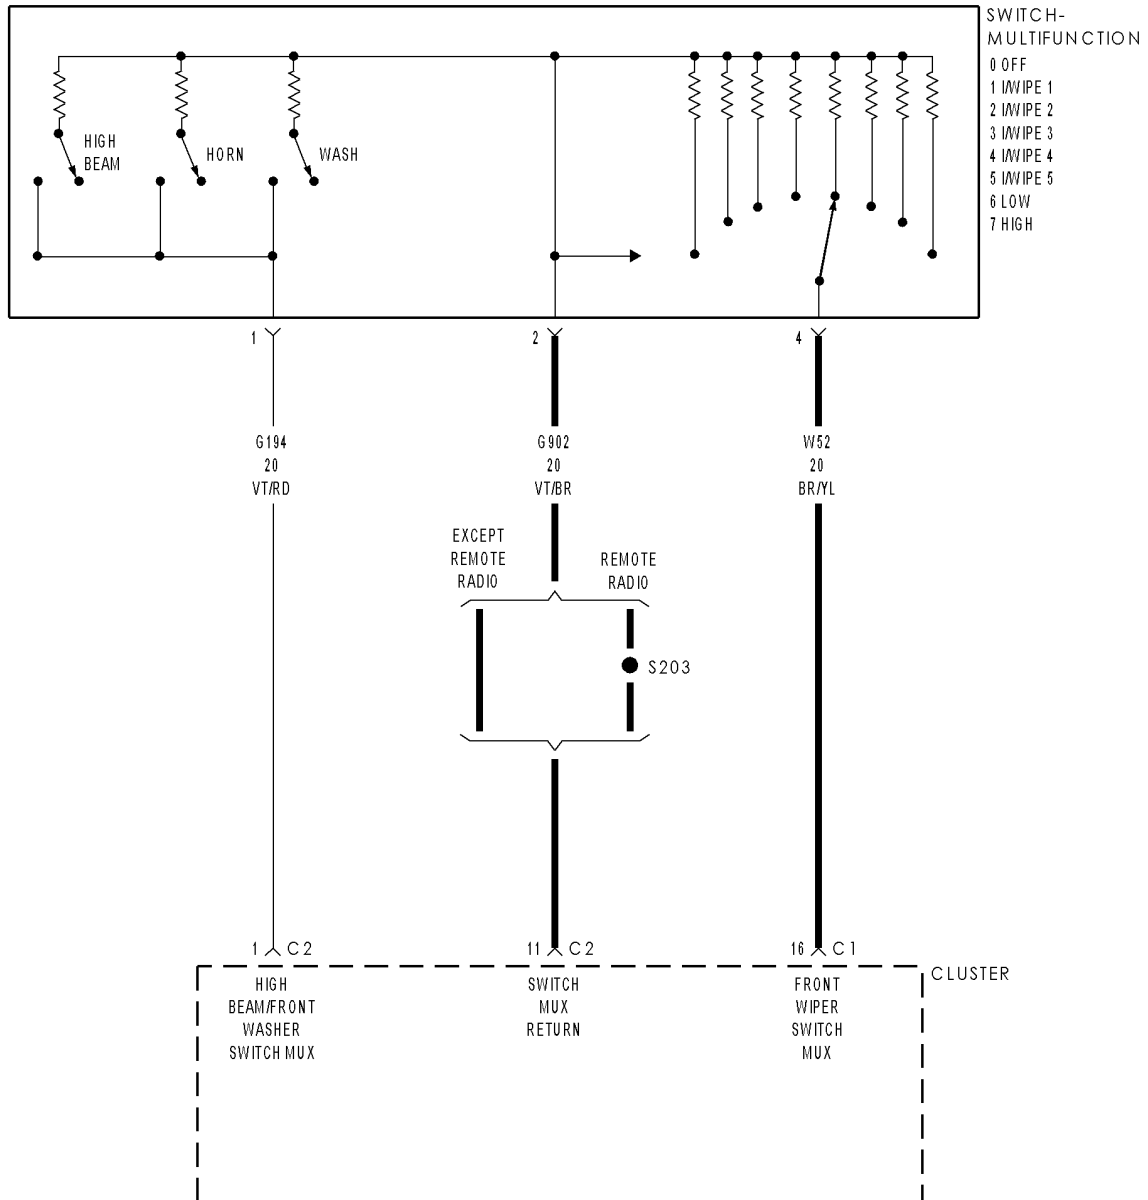 SWITCH-
MULTIFUNCTION
0 OFF
1 I/WIPE 1
2 I/WIPE 2
3 I/WIPE 3
4 I/WIPE 4
5 I/WIPE 5
6 LOW
7 HIGH
HIGH
BEAM
HORN
WASH
1
2
4
G194
20
VT/RD
G902
20
VT/BR
W52
20
BR/YL
EXCEPT
REMOTE
RADIO
REMOTE
RADIO
S203
1 C2
11 C2
16 C1
CLUSTER
HIGH
BEAM/FRONT
WASHER
SWITCH MUX
SWITCH
MUX
RETURN
FRONT
WIPER
SWITCH
MUX